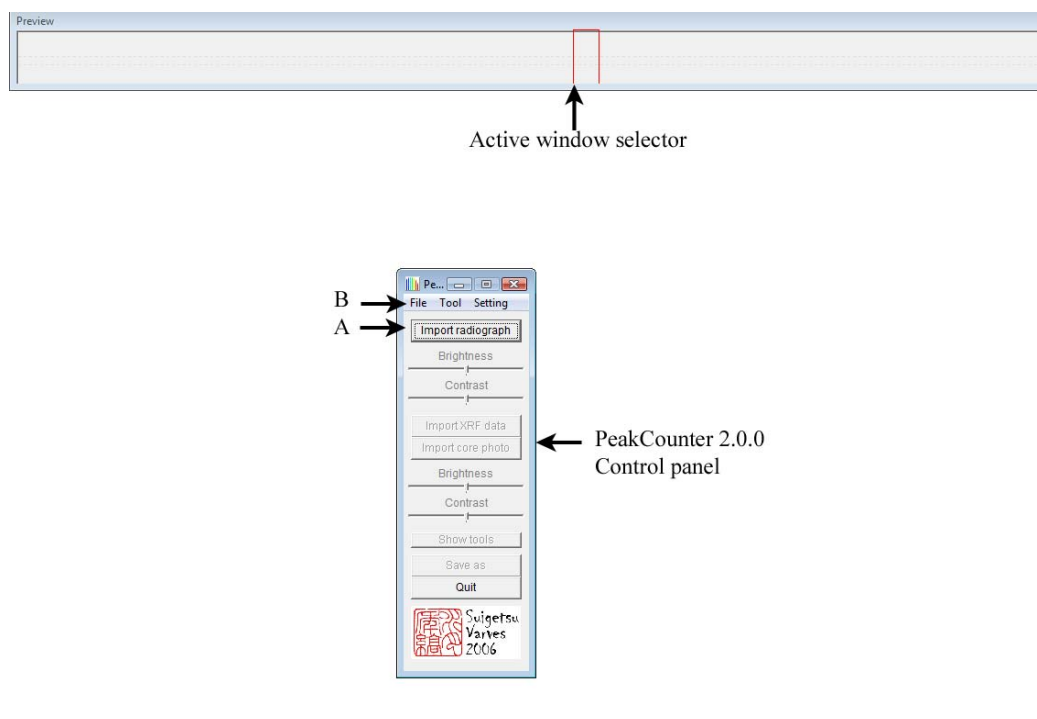 Preview
Active window selector
Pe...
B
File Tool Setting
A
Import radiograph
Brightness
Contrast
Import XRF data
Import core photo
PeakCounter 2.0.0
Control panel
Brightness
Contrast
Show tools
Save as
Quit
Suigetsu
Varves
2006